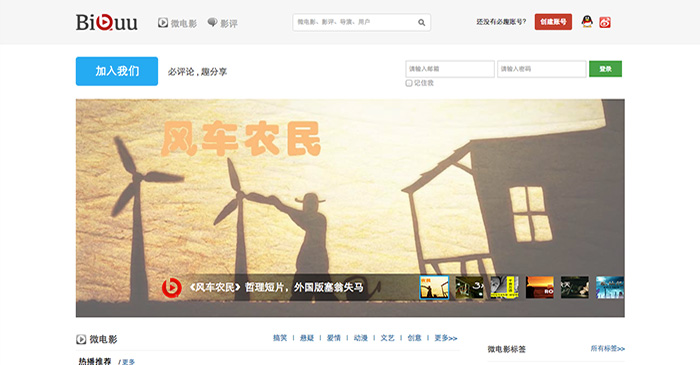 BiQuu 微电影 影评 微电影、影评、导演、用户 还没有必趣账号? 创建账号
加入我们 必评论 , 趣分享 请输入邮箱 请输入密码 登录
记住我
风车农民
《风车农民》哲理短片，外国版塞翁失马
微电影 搞笑 | 悬疑 | 爱情 | 动漫 | 文艺 | 创意 | 更多>>
微电影标签 所有标签>>
热播推荐 / 更多